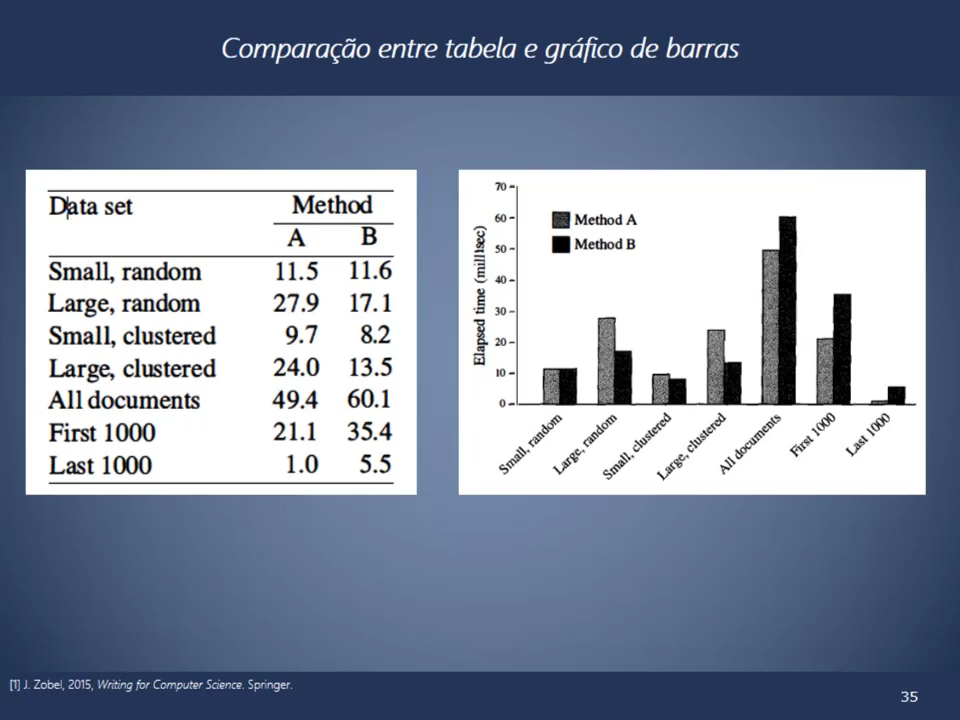 Comparação entre tabela e gráfico de barras
Data set Method
A B
Small, random 11.5 11.6
Large, random 27.9 17.1
Small, clustered 9.7 8.2
Large, clustered 24.0 13.5
All documents 49.4 60.1
First 1000 21.1 35.4
Last 1000 1.0 5.5
Elapsed time (millisec)
70
60
50
40
30
20
10
0
Method A
Method B
Small, random
Large, random
Small, clustered
Large, clustered
All documents
First 1000
Last 1000
[1] J. Zobel, 2015, Writing for Computer Science. Springer.
35